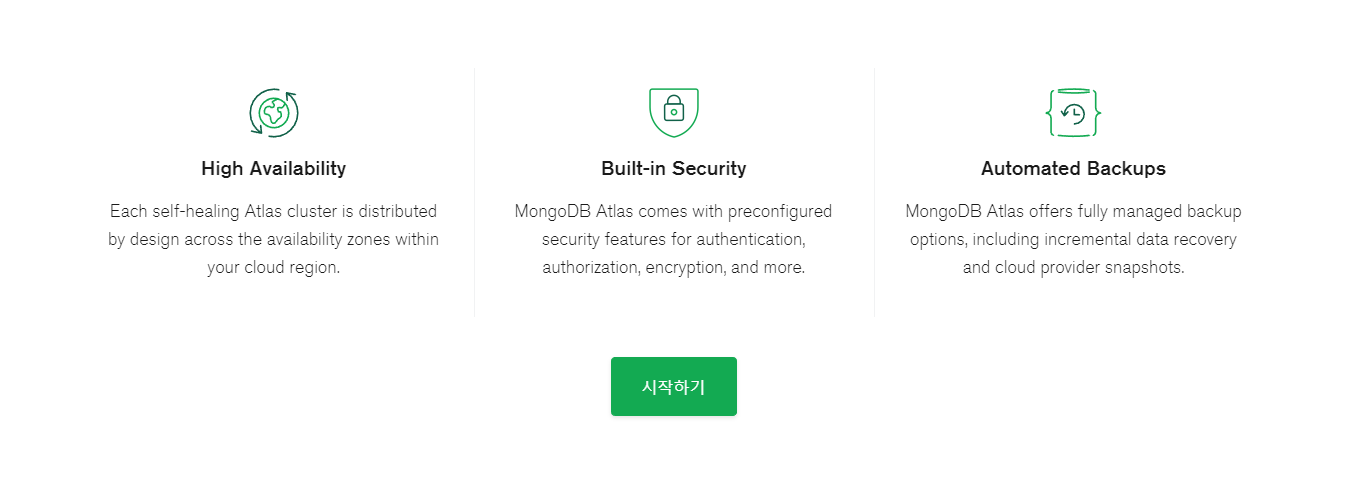 High Availability
Each self-healing Atlas cluster is distributed
by design across the availability zones within
your cloud region.
Built-in Security
MongoDB Atlas comes with preconfigured
security features for authentication,
authorization, encryption, and more.
Automated Backups
MongoDB Atlas offers fully managed backup
options, including incremental data recovery
and cloud provider snapshots.
시작하기